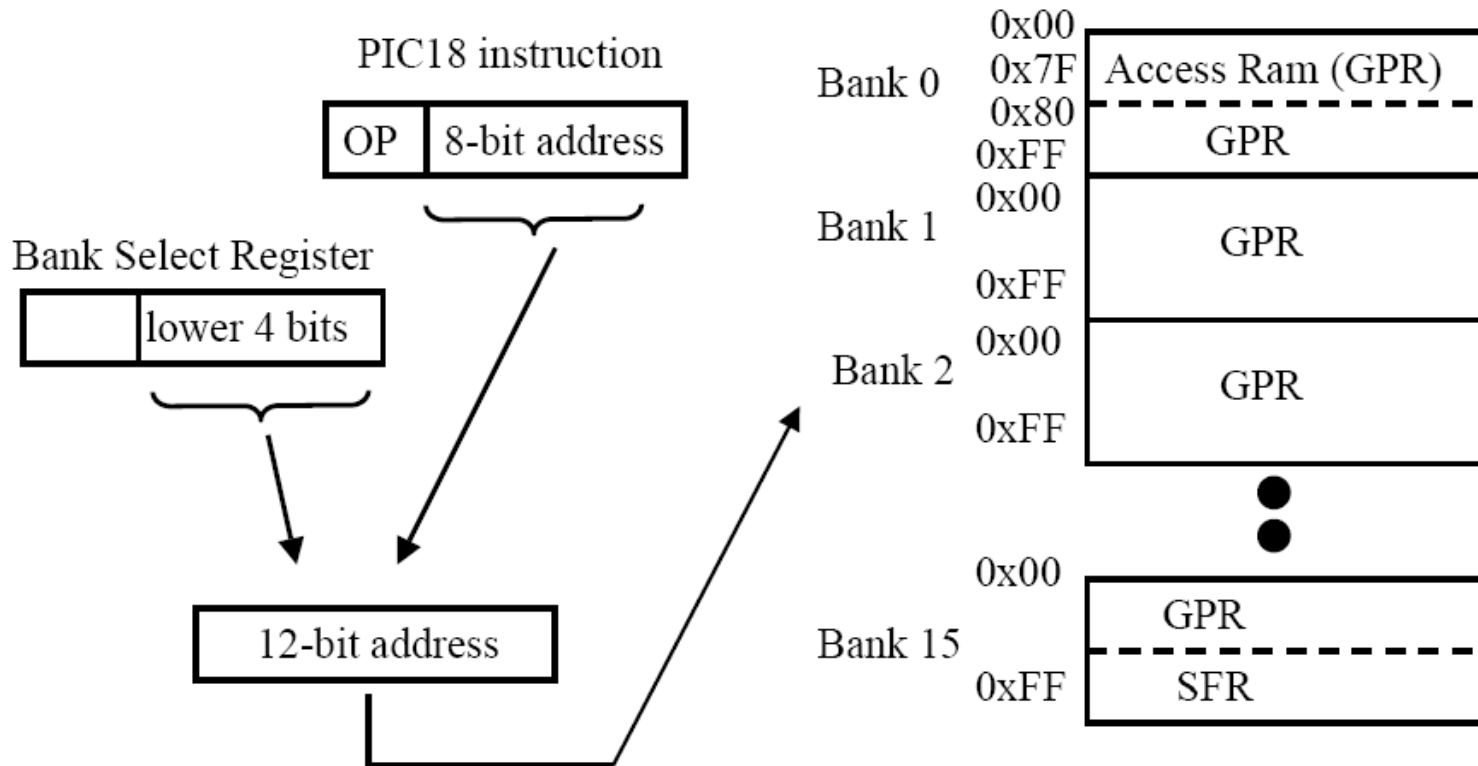 PIC18 instruction
OP 8-bit address
Bank Select Register
lower 4 bits
12-bit address
0x00
Bank 0 0x7F Access Ram (GPR)
0x80
0xFF GPR
0x00
Bank 1 GPR
0xFF
0x00
Bank 2 GPR
0xFF
0x00
GPR
Bank 15
0xFF SFR